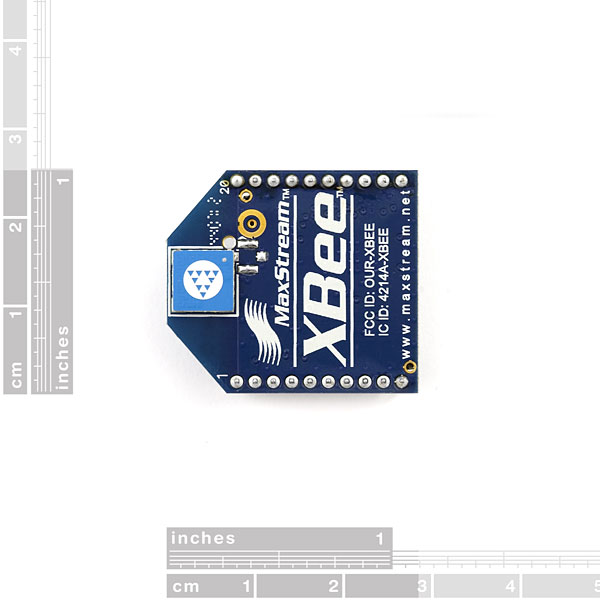 4
3
2
1
cm
1
inches
20
1
MaxStream™
XBee™
FCC ID: OUR-XBEE
IC ID: 4214A-XBEE
www.maxstream.net
inches 1
cm 1 2 3 4 5